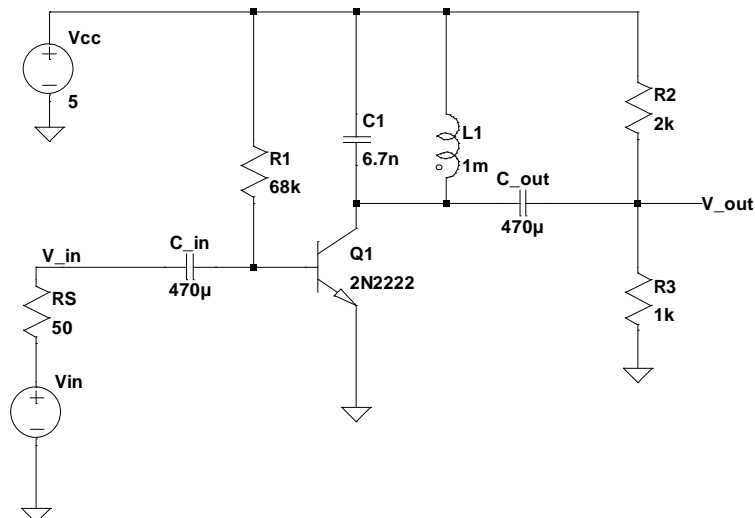 Vcc
5
R1
68k
C1
6.7n
L1
1m
R2
2k
C_out
470µ
V_out
V_in
C_in
470µ
Q1
2N2222
R3
1k
RS
50
Vin